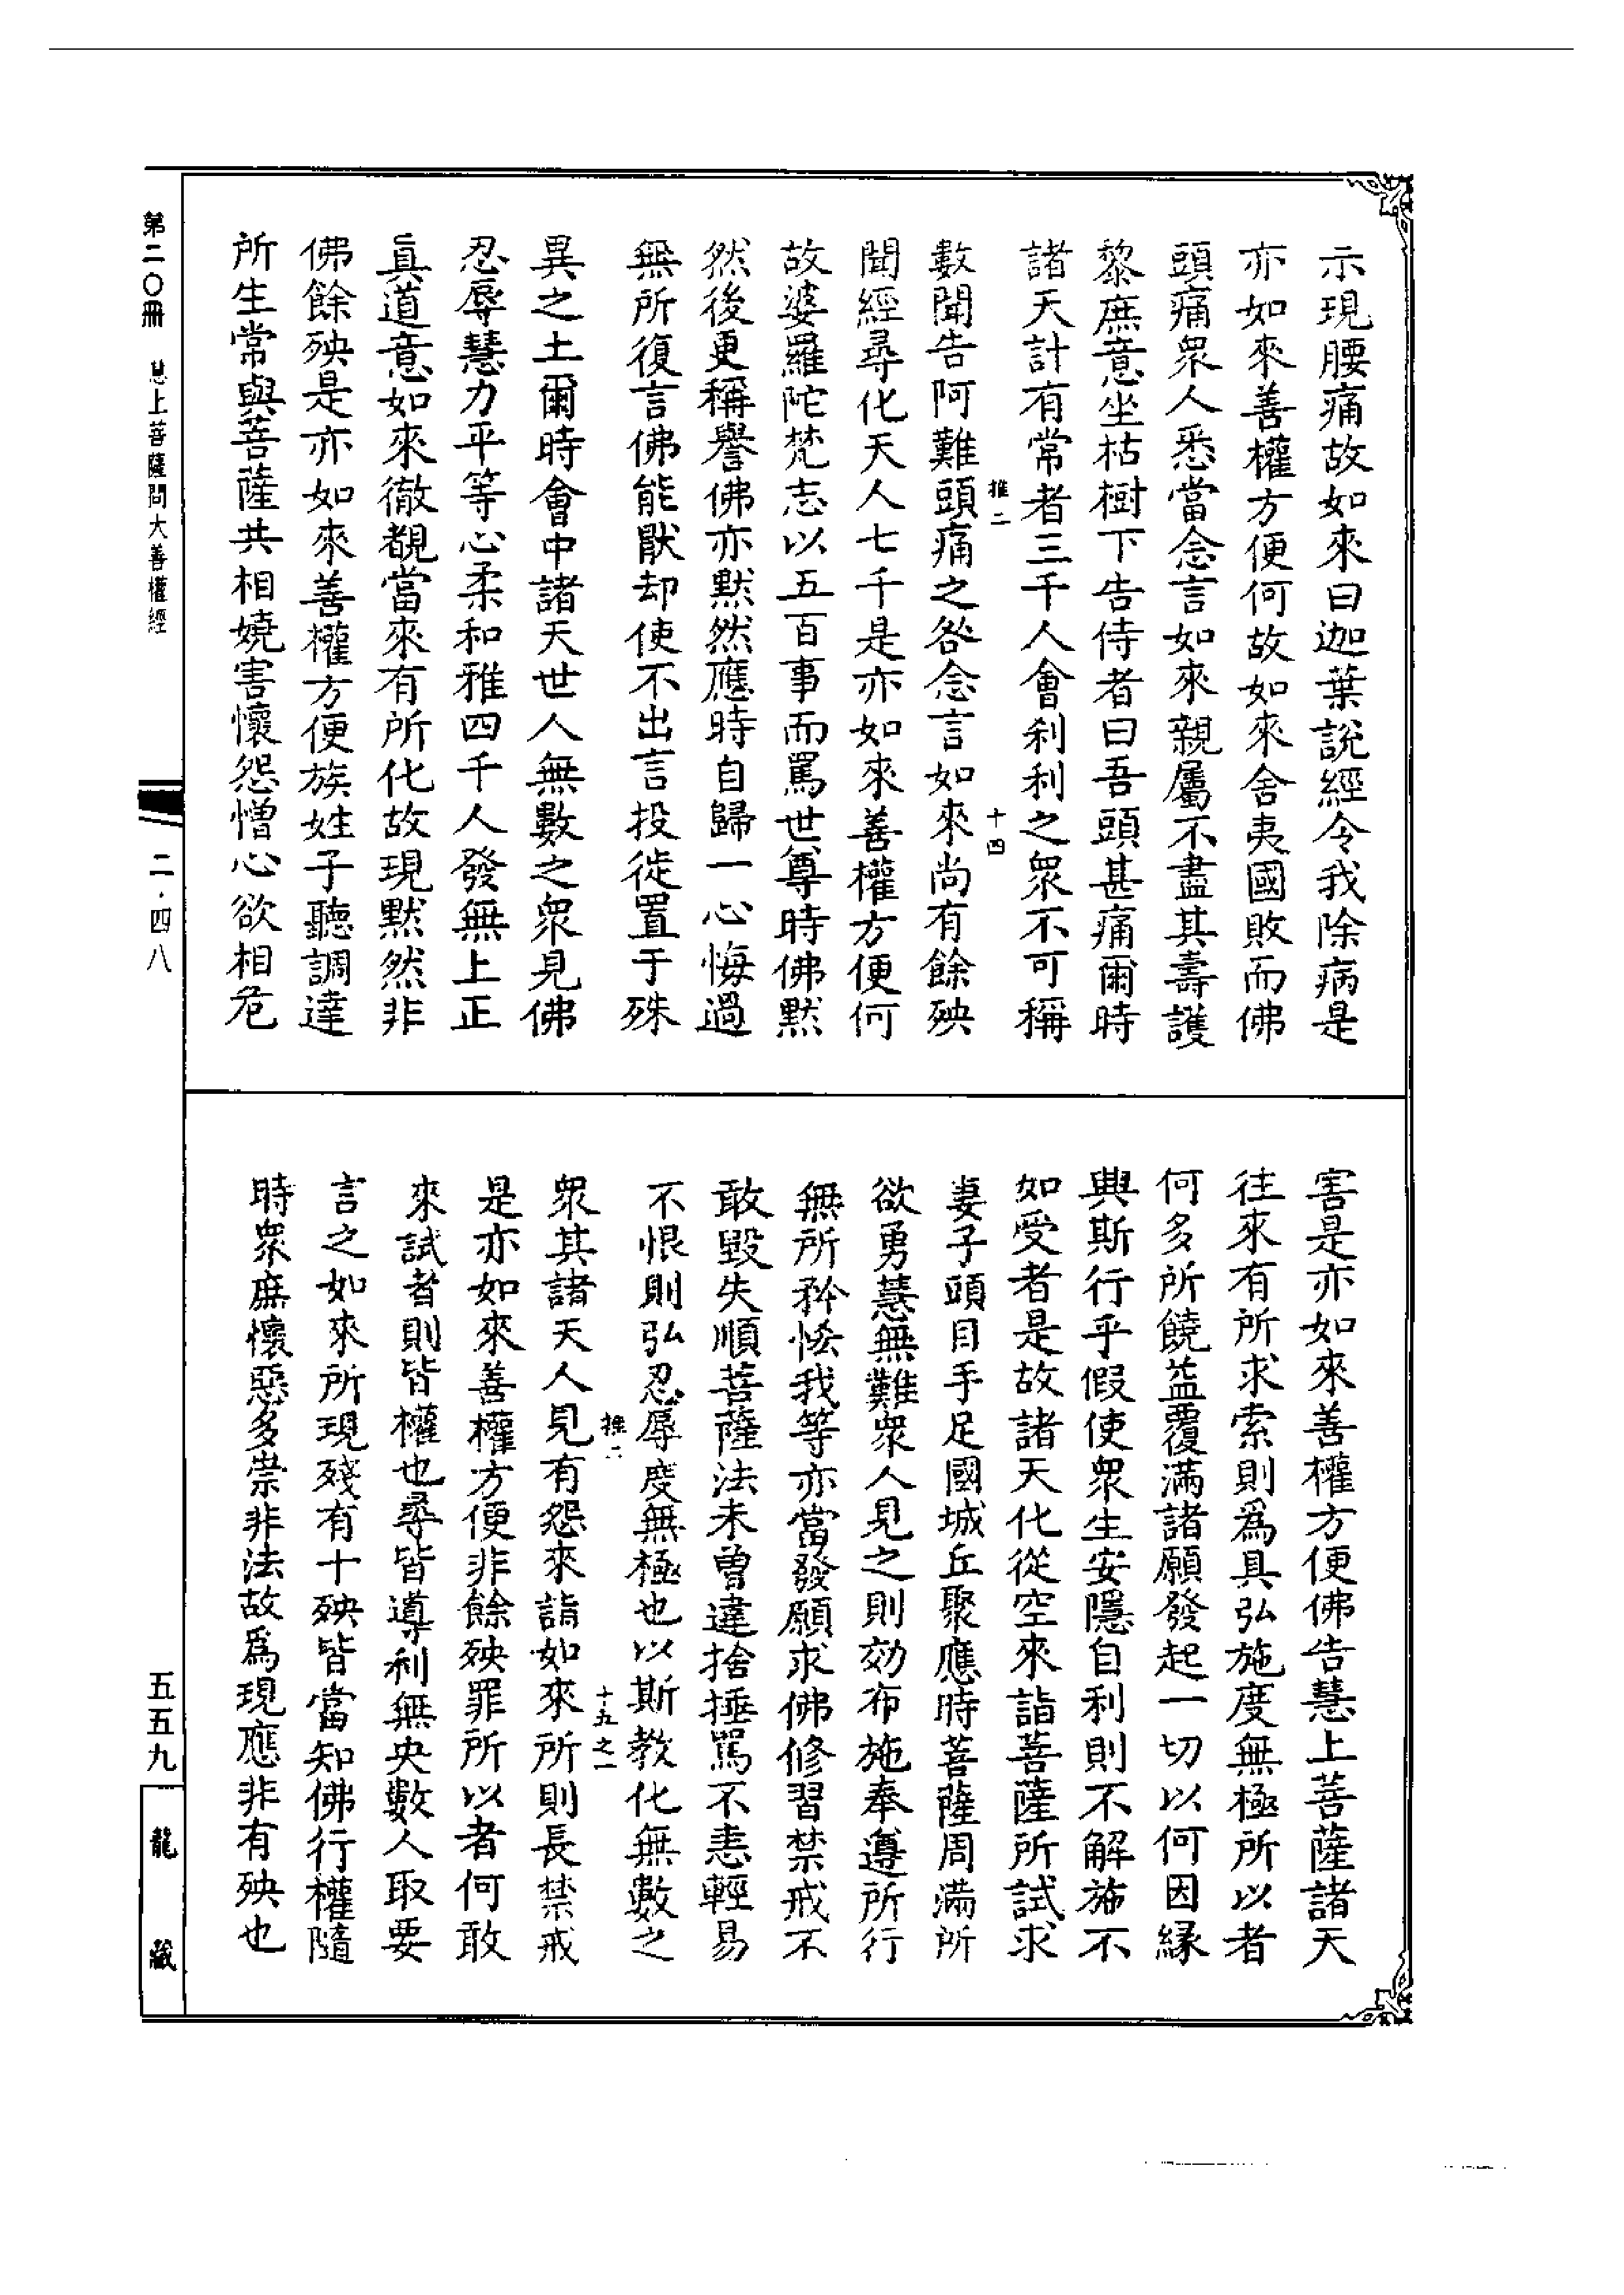 示現腰痛故如來曰迦葉說經令我除病是
亦如來善權方便何故如來舍夷國敗而佛
頭痛衆人悉當念言如來親屬不盡其壽護
黎庶意坐枯樹下告侍者曰吾頭甚痛爾時
諸天計有常者三千人會利利之衆不可稱
推二
十四
數聞告阿難頭痛之咎念言如來尚有餘殃
聞經尋化天人七千是亦如來善權方便何
故婆羅陀梵志以五百事而罵世尊時佛默
然後更稱譽佛亦默然應時自歸一心悔過
無所復言佛能厭却使不出言投徙置于殊
異之土爾時會中諸天世人無數之衆見佛
忍辱慧力平等心柔和雅四千人發無上正
真道意如來徹覩當來有所化故現默然非
佛餘殃是亦如來善權方便族姓子聽調達
所生常與菩薩共相嬈害懷怨憎心欲相危
害是亦如來善權方便佛告慧上菩薩諸天
往來有所求索則爲具弘施度無極所以者
何多所饒益覆滿諸願發起一切以何因縁
與斯行乎假使衆生安隱自利則不解施不
如受者是故諸天化從空來詣菩薩所試求
妻子頭目手足國城丘聚應時菩薩周滿所
欲勇慧無難衆人見之則効布施奉遵所行
無所矜恡我等亦當發願求佛修習禁戒不
敢毀失順菩薩法未曽違捨捶罵不恚輕易
不恨則弘忍辱度無極也以斯教化無數之
推二
十五之一
衆其諸天人見有怨來詣如來所則長禁戒
是亦如來善權方便非餘殃罪所以者何敢
來試者則皆權也尋皆導利無央數人取要
言之如來所現殘有十殃皆當知佛行權隨
時衆庶懷惡多祟非法故爲現應非有殃也
第二〇冊 慧上菩薩問大善權經
二·四八
五五九
龍藏